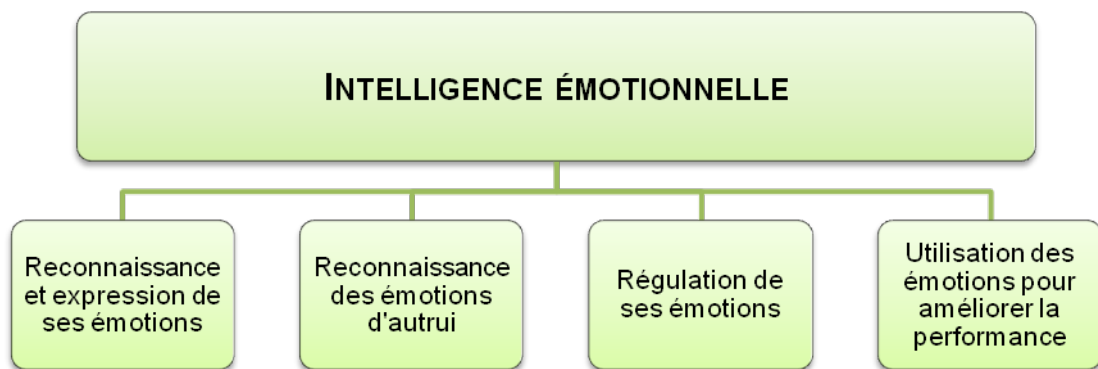 INTELLIGENCE ÉMOTIONNELLE
Reconnaissance
et expression de
ses émotions
Reconnaissance
des émotions
d'autrui
Régulation de
ses émotions
Utilisation des
émotions pour
améliorer la
performance